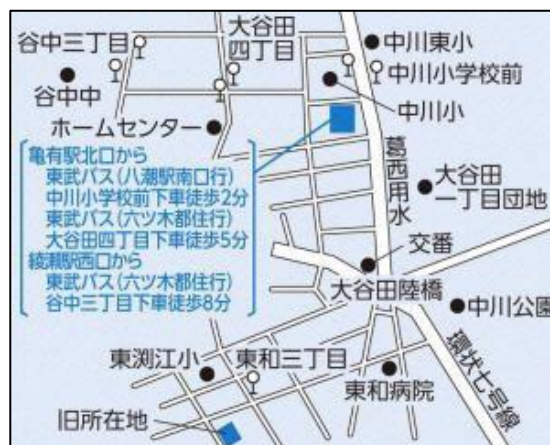 谷中三丁目
大谷田
四丁目
中川東小
中川小学校前
谷中中
中川小
ホームセンター
亀有駅北口から
東武バス(八潮駅南口行)
中川小学校前下車徒歩2分
東武バス(六ツ木都住行)
大谷田四丁目下車徒歩5分
綾瀬駅西口から
東武バス(六ツ木都住行)
谷中三丁目下車徒歩8分
葛西用水
大谷田
一丁目団地
交番
大谷田陸橋
中川公園
環状七号線
東渕江小
東和三丁目
東和病院
旧所在地